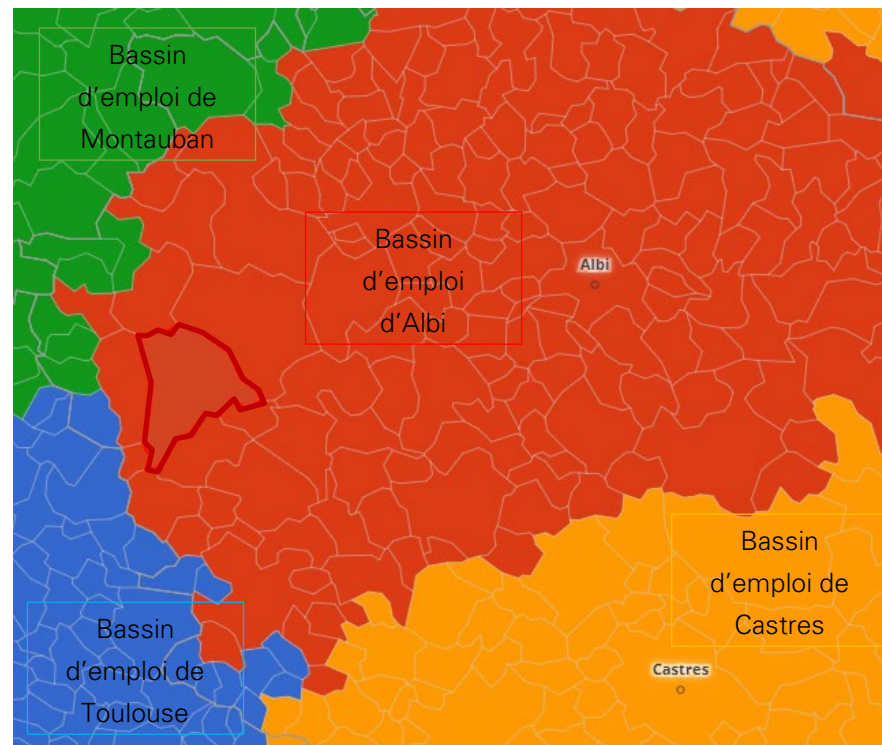 Bassin
d'emploi de
Montauban
Bassin
d'emploi
d'Albi
Albi
Bassin
d'emploi de
Castres
Bassin
d'emploi de
Toulouse
Castres